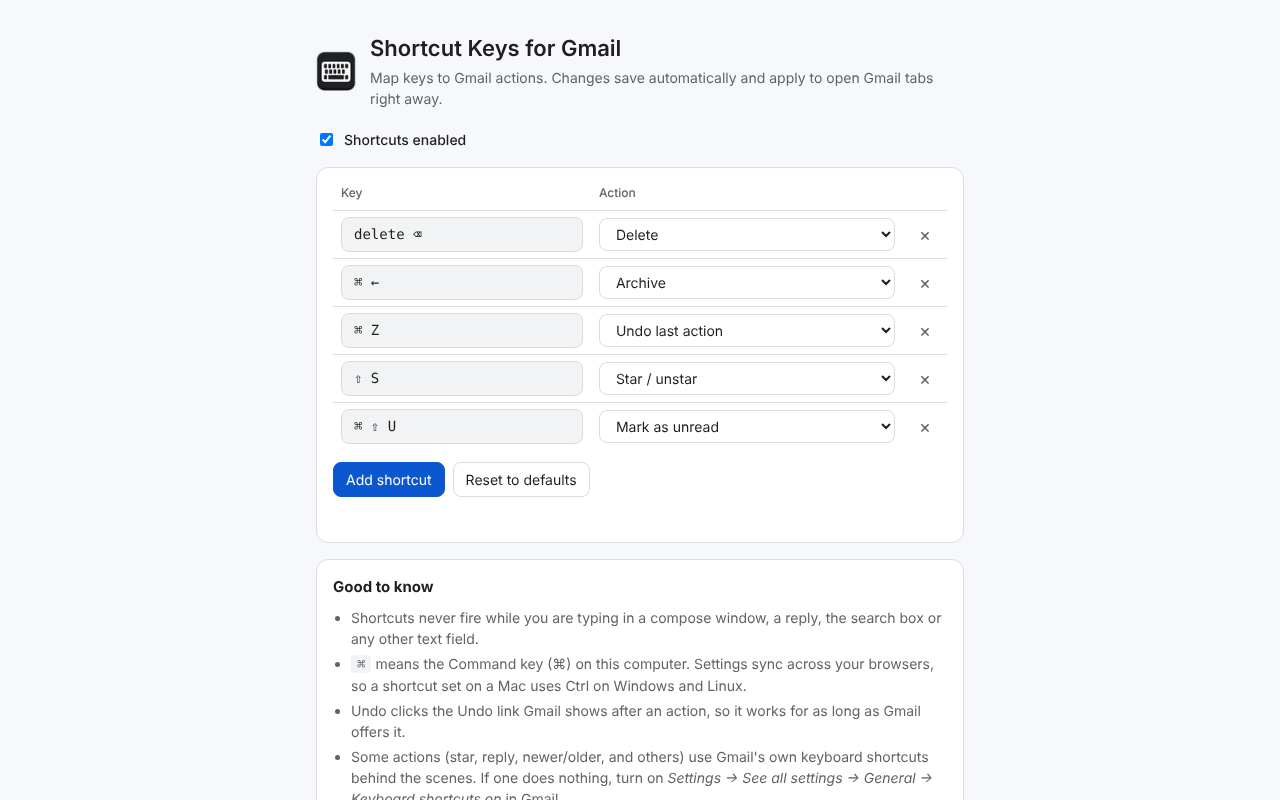 Shortcut Keys for Gmail
Map keys to Gmail actions. Changes save automatically and apply to open Gmail tabs
right away.
Shortcuts enabled
Key Action
delete ⌫ Delete ×
⌘ ← Archive ×
⌘ Z Undo last action ×
⇧ S Star / unstar ×
⌘ ⇧ U Mark as unread ×
Add shortcut Reset to defaults
Good to know
• Shortcuts never fire while you are typing in a compose window, a reply, the search box or
any other text field.
• ⌘ means the Command key (⌘) on this computer. Settings sync across your browsers,
so a shortcut set on a Mac uses Ctrl on Windows and Linux.
• Undo clicks the Undo link Gmail shows after an action, so it works for as long as Gmail
offers it.
• Some actions (star, reply, newer/older, and others) use Gmail's own keyboard shortcuts
behind the scenes. If one does nothing, turn on Settings → See all settings → General →
Keyboard shortcuts on in Gmail.